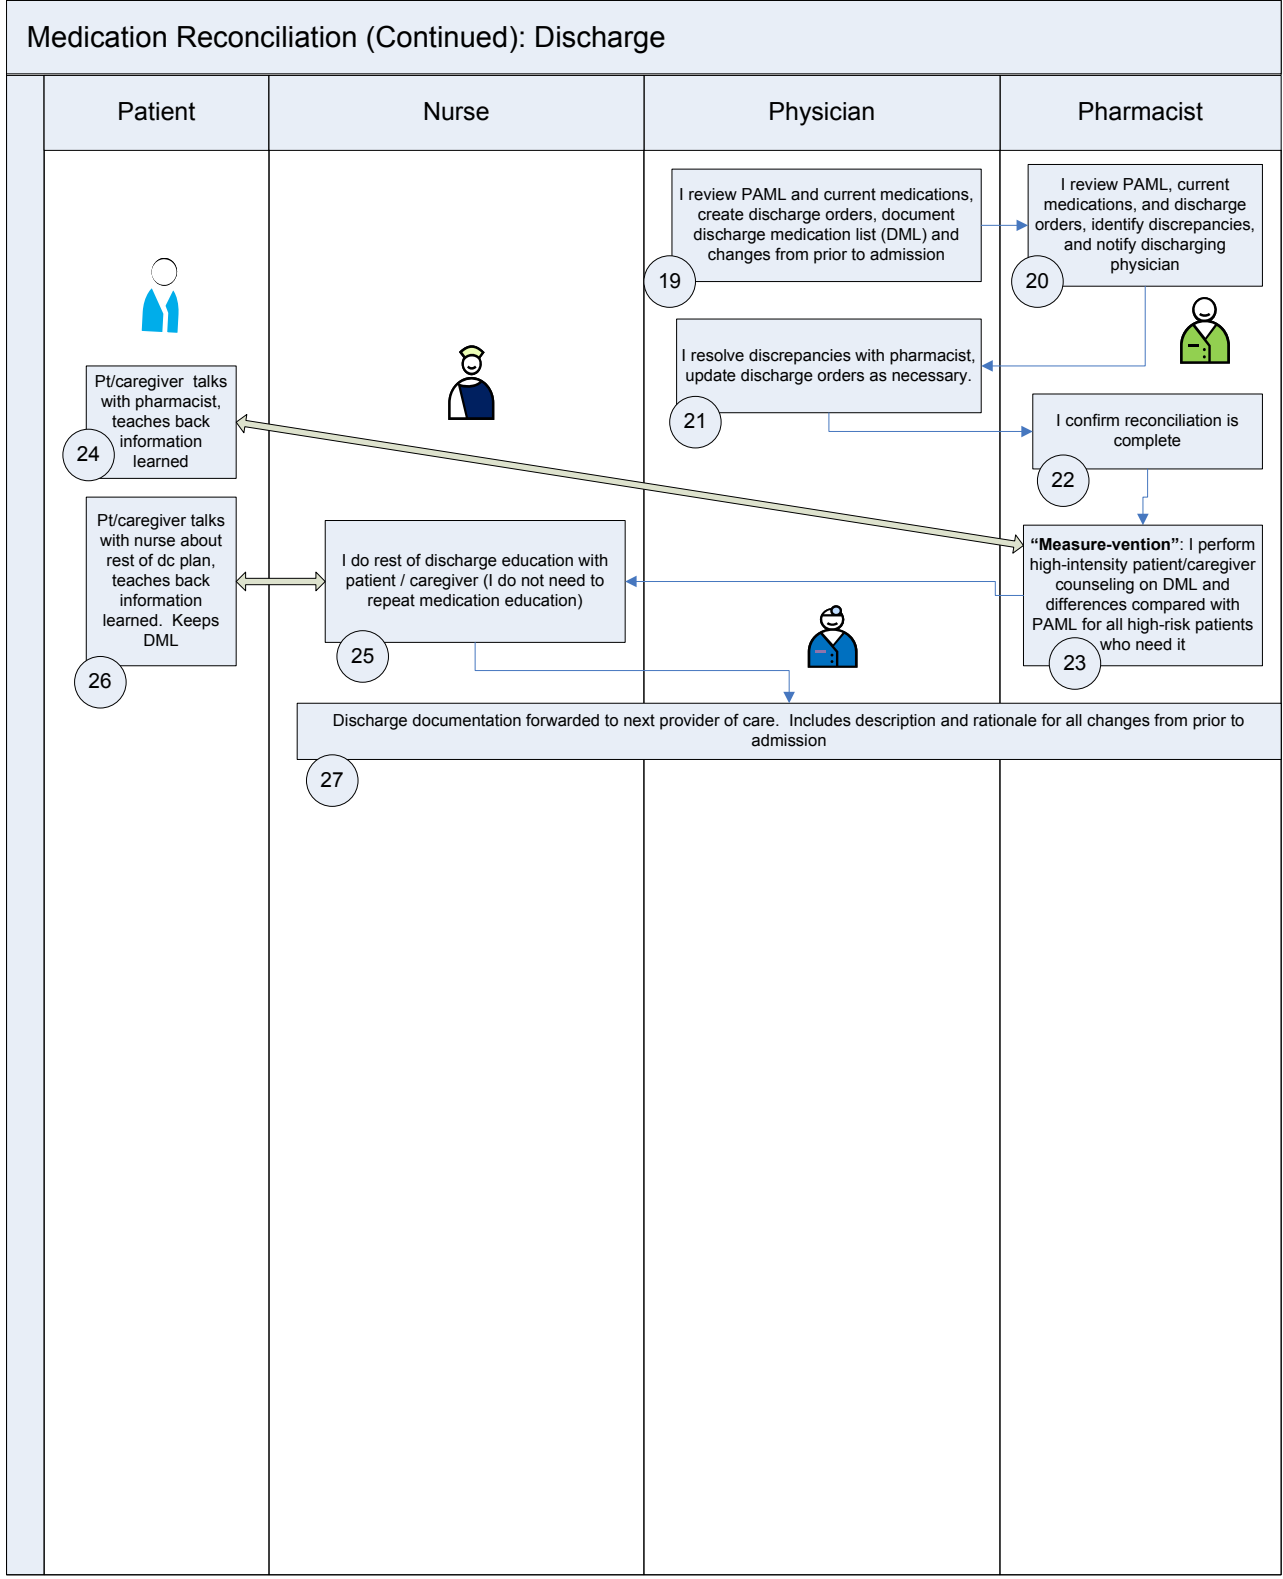 Medication Reconciliation (Continued): Discharge
Patient
Nurse
Physician
Pharmacist
I review PAML and current medications,
create discharge orders, document
discharge medication list (DML) and
changes from prior to admission
19
I review PAML, current
medications, and discharge
orders, identify discrepancies,
and notify discharging
physician
20
I resolve discrepancies with pharmacist,
update discharge orders as necessary.
21
I confirm reconciliation is
complete
22
“Measure-vention”: I perform
high-intensity patient/caregiver
counseling on DML and
differences compared with
PAML for all high-risk patients
who need it
23
Pt/caregiver talks
with pharmacist,
teaches back
information
learned
24
I do rest of discharge education with
patient / caregiver (I do not need to
repeat medication education)
25
Pt/caregiver talks
with nurse about
rest of dc plan,
teaches back
information
learned. Keeps
DML
26
Discharge documentation forwarded to next provider of care. Includes description and rationale for all changes from prior to
admission
27